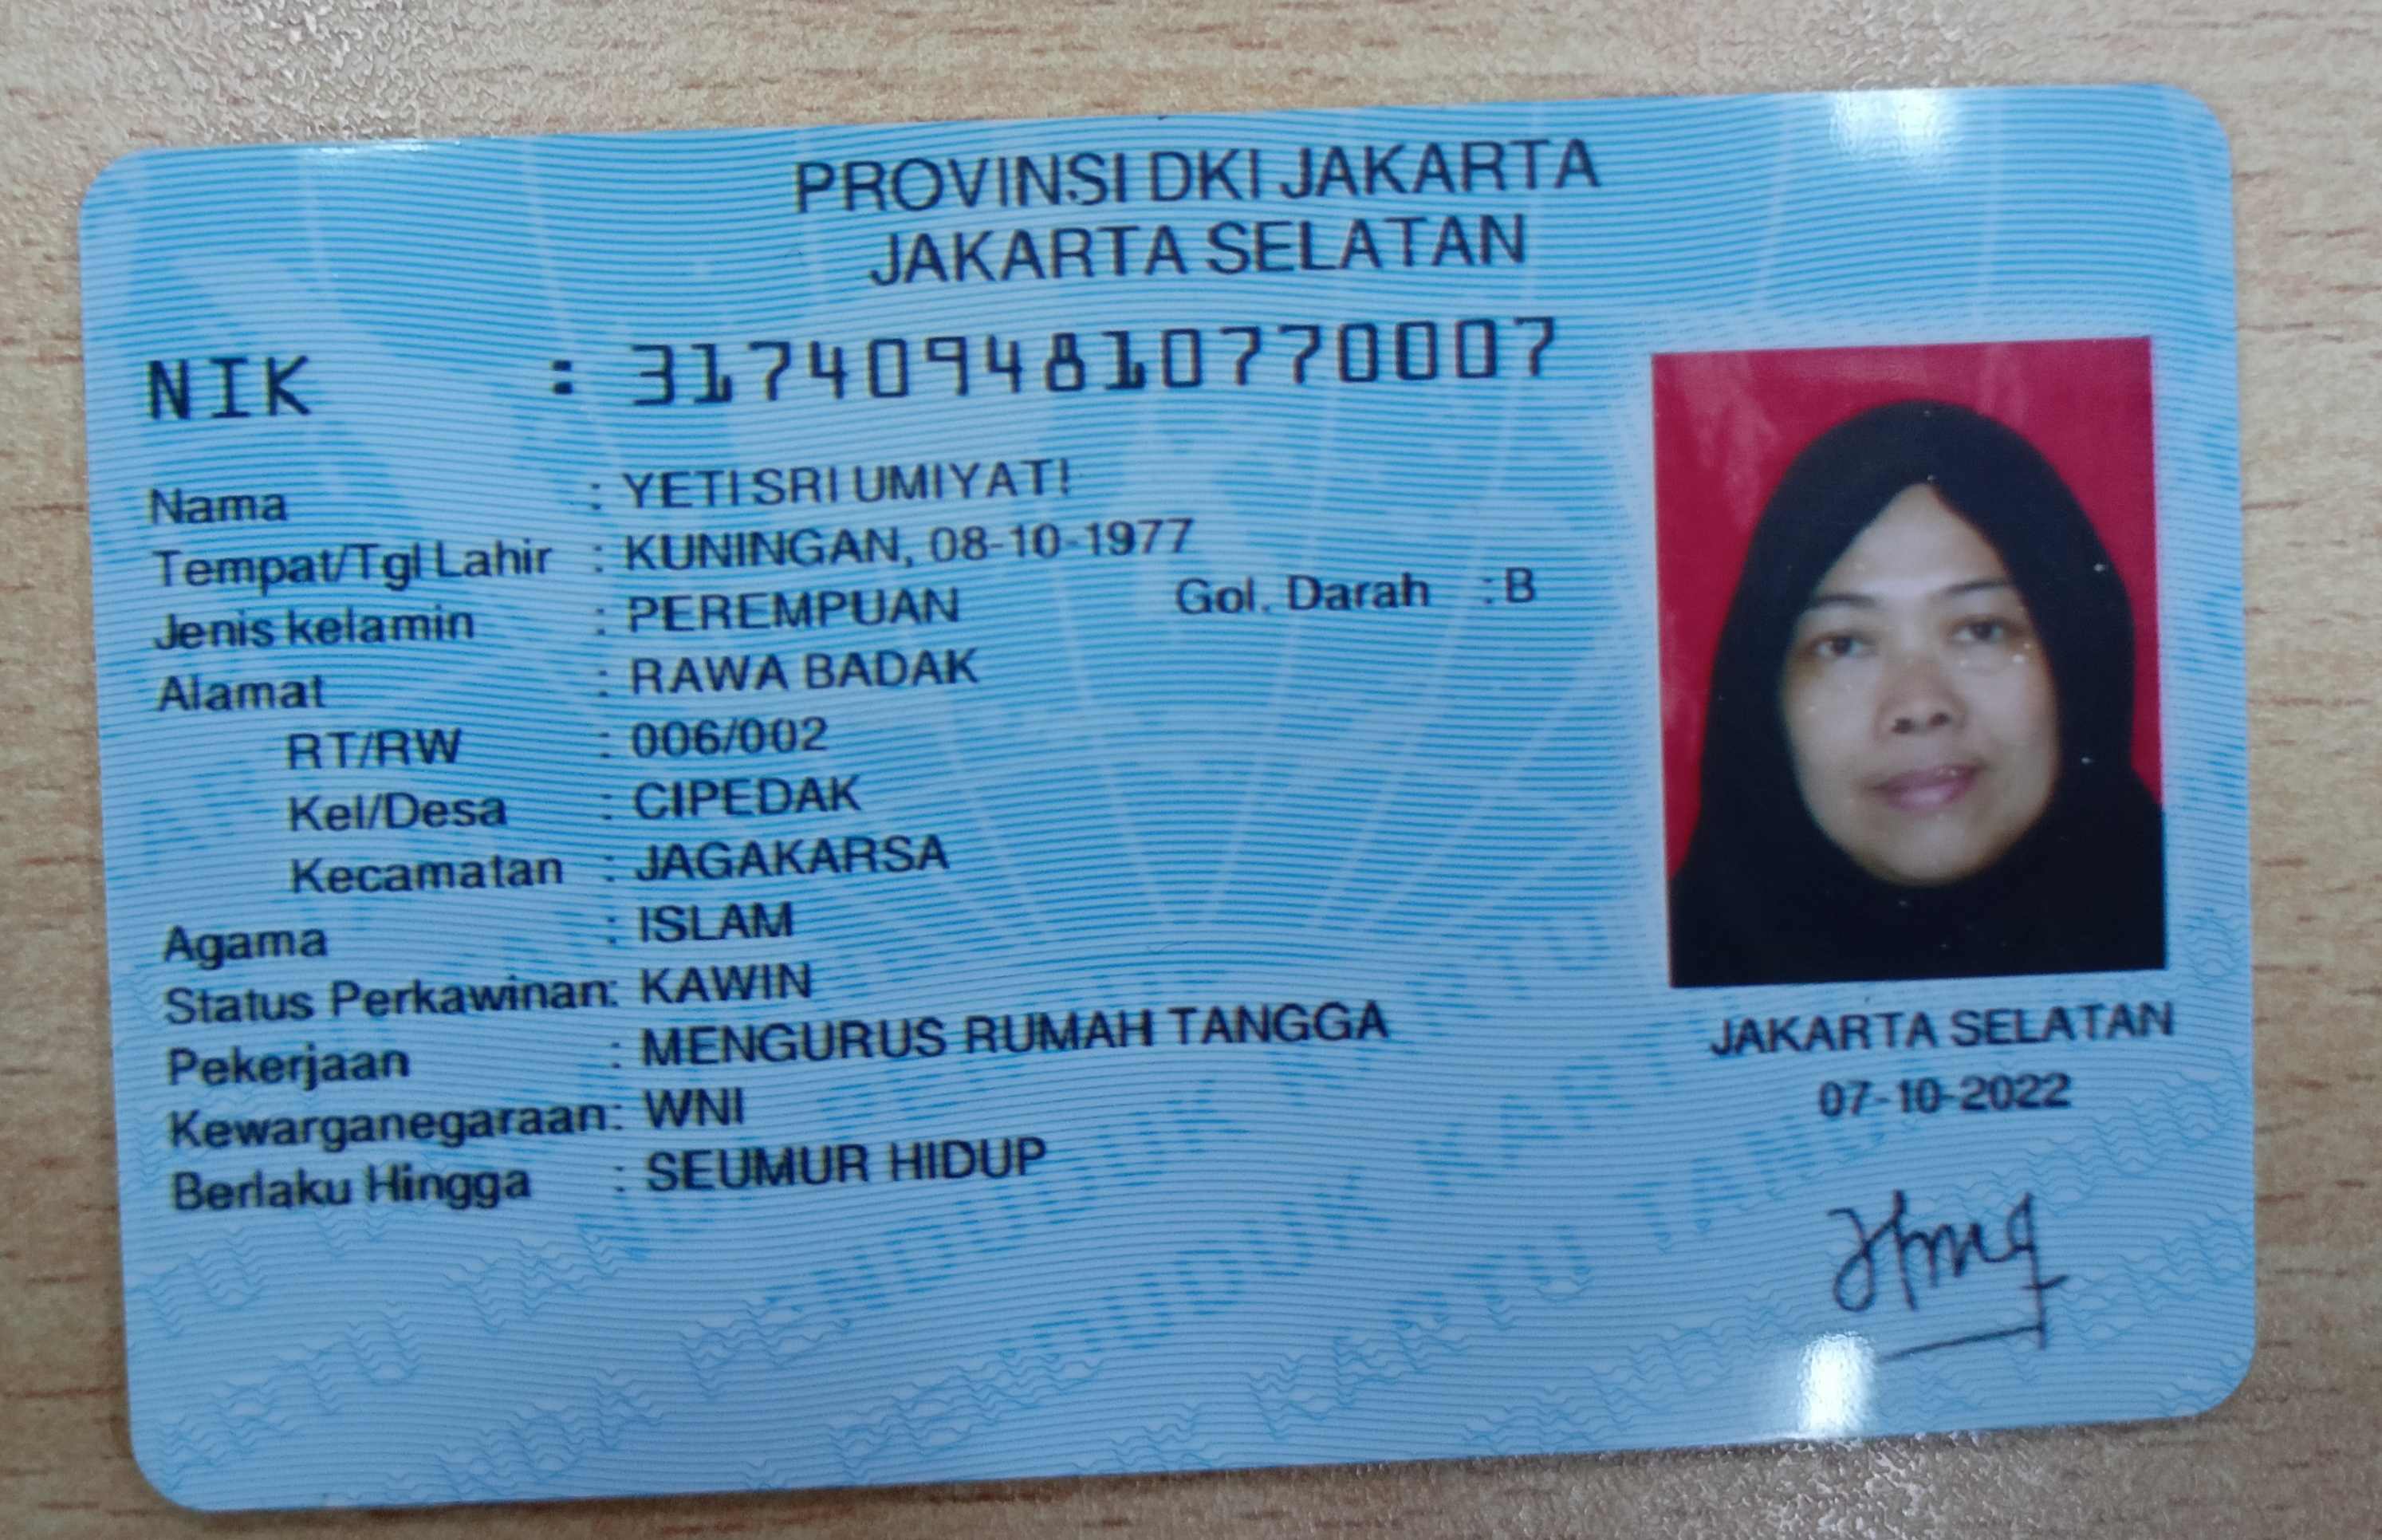 PROVINSI DKI JAKARTA
JAKARTA SELATAN
NIK : 3174094810770007
Nama : YETI SRI UMIYATI
Tempat/Tgl Lahir : KUNINGAN, 08-10-1977
Jenis kelamin : PEREMPUAN Gol. Darah : B
Alamat : RAWA BADAK
RT/RW : 006/002
Kel/Desa : CIPEDAK
Kecamatan : JAGAKARSA
Agama : ISLAM
Status Perkawinan: KAWIN
Pekerjaan : MENGURUS RUMAH TANGGA
Kewarganegaraan: WNI
Berlaku Hingga : SEUMUR HIDUP
JAKARTA SELATAN
07-10-2022